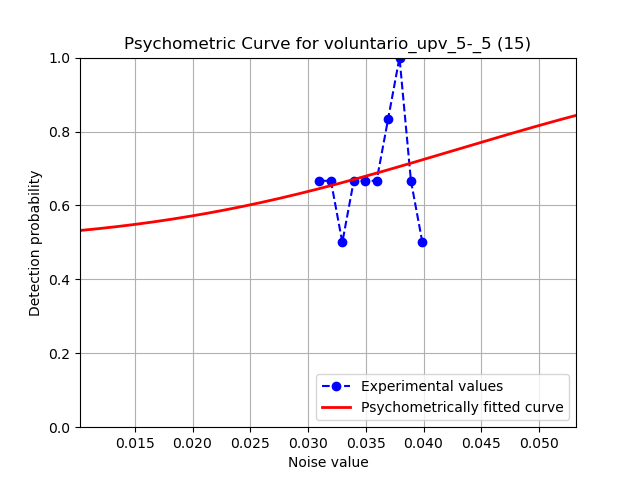 Psychometric Curve for voluntario_upv_5-_5 (15)
1.0
0.8
0.6
0.4
0.2
0.0
Detection probability
0.015 0.020 0.025 0.030 0.035 0.040 0.045 0.050
Noise value
Experimental values
Psychometrically fitted curve